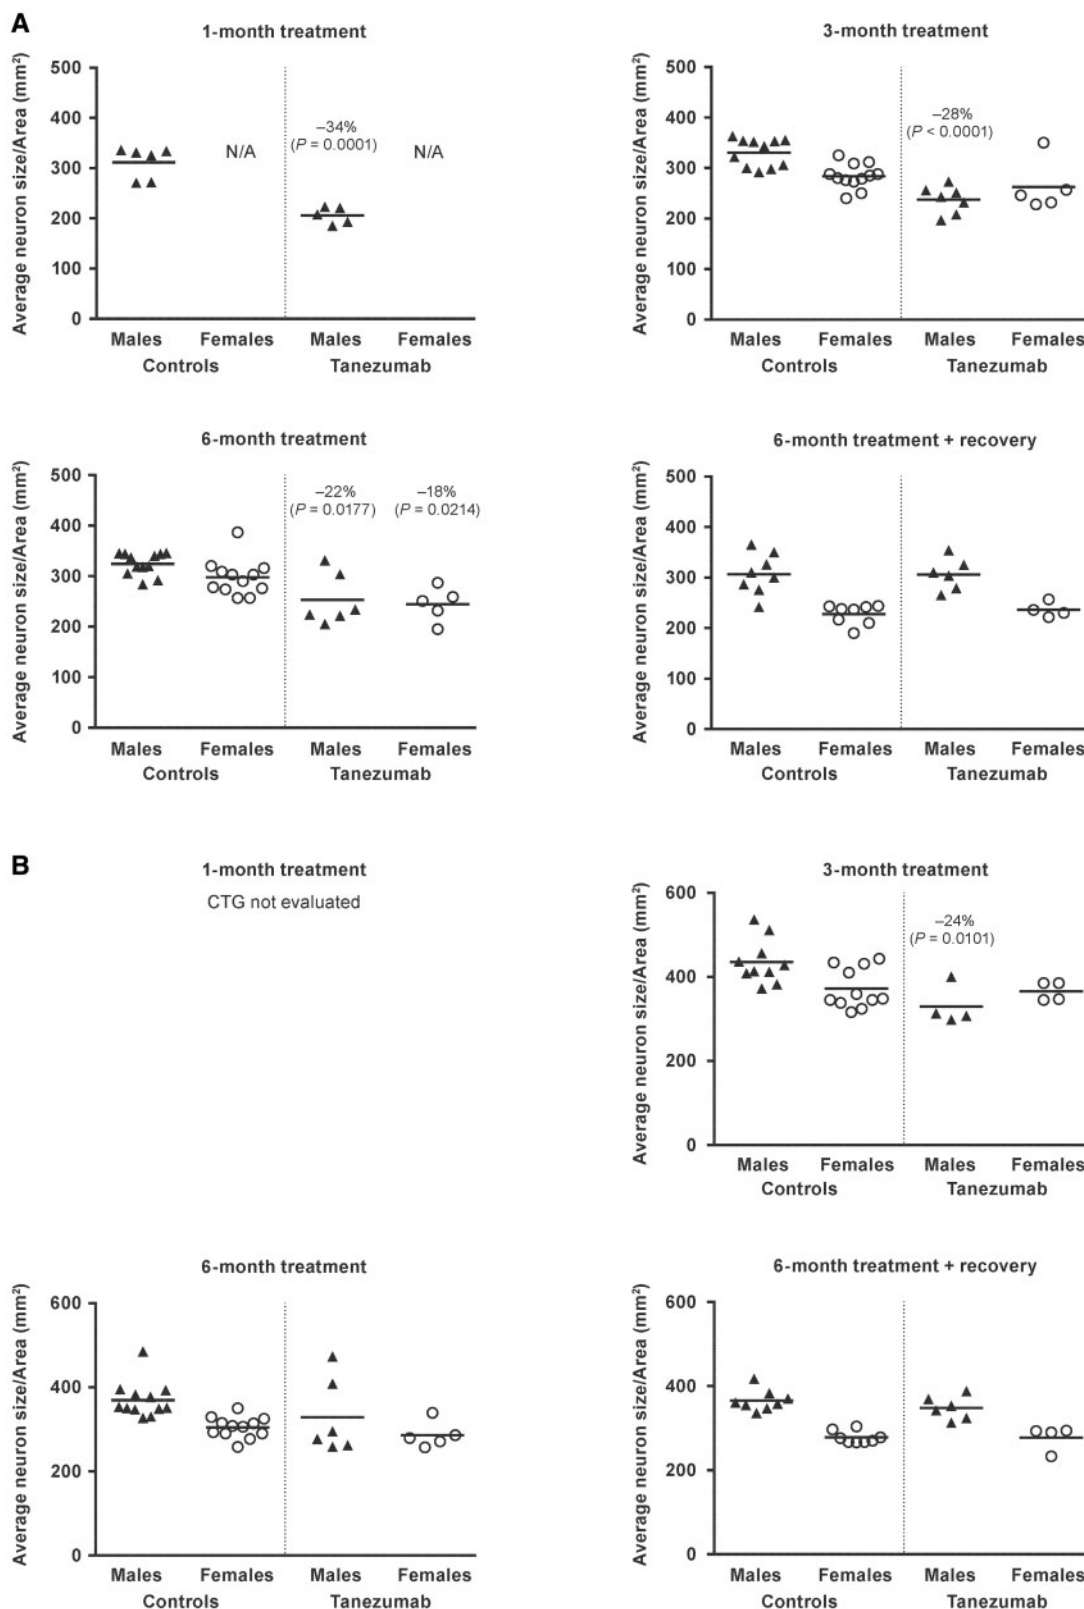 A
1-month treatment
Average neuron size/Area (mm²)
500
400
300
200
100
0
N/A
–34%
(P = 0.0001)
N/A
Males Females Males Females
Controls Tanezumab
3-month treatment
Average neuron size/Area (mm²)
500
400
300
200
100
0
–28%
(P < 0.0001)
Males Females Males Females
Controls Tanezumab
6-month treatment
Average neuron size/Area (mm²)
500
400
300
200
100
0
–22% –18%
(P = 0.0177) (P = 0.0214)
Males Females Males Females
Controls Tanezumab
6-month treatment + recovery
Average neuron size/Area (mm²)
500
400
300
200
100
0
Males Females Males Females
Controls Tanezumab
B
1-month treatment
CTG not evaluated
3-month treatment
Average neuron size/Area (mm²)
600
400
200
0
–24%
(P = 0.0101)
Males Females Males Females
Controls Tanezumab
6-month treatment
Average neuron size/Area (mm²)
600
400
200
0
Males Females Males Females
Controls Tanezumab
6-month treatment + recovery
Average neuron size/Area (mm²)
600
400
200
0
Males Females Males Females
Controls Tanezumab